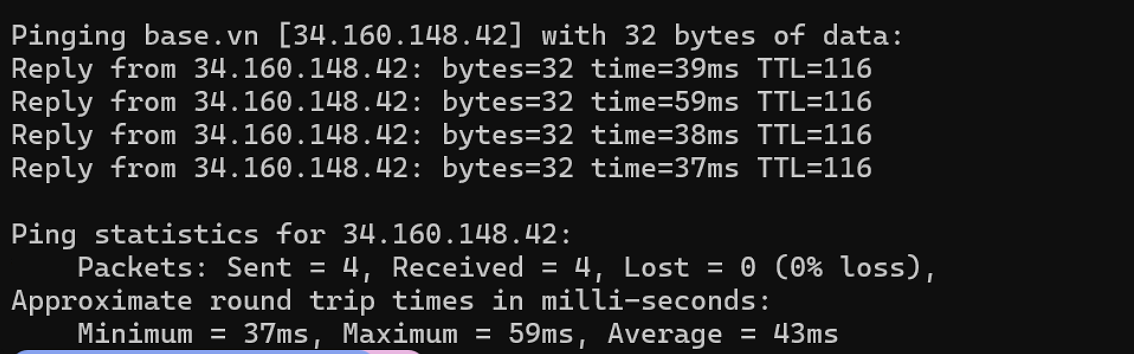 Pinging base.vn [34.160.148.42] with 32 bytes of data:
Reply from 34.160.148.42: bytes=32 time=39ms TTL=116
Reply from 34.160.148.42: bytes=32 time=59ms TTL=116
Reply from 34.160.148.42: bytes=32 time=38ms TTL=116
Reply from 34.160.148.42: bytes=32 time=37ms TTL=116
Ping statistics for 34.160.148.42:
Packets: Sent = 4, Received = 4, Lost = 0 (0% loss),
Approximate round trip times in milli-seconds:
Minimum = 37ms, Maximum = 59ms, Average = 43ms